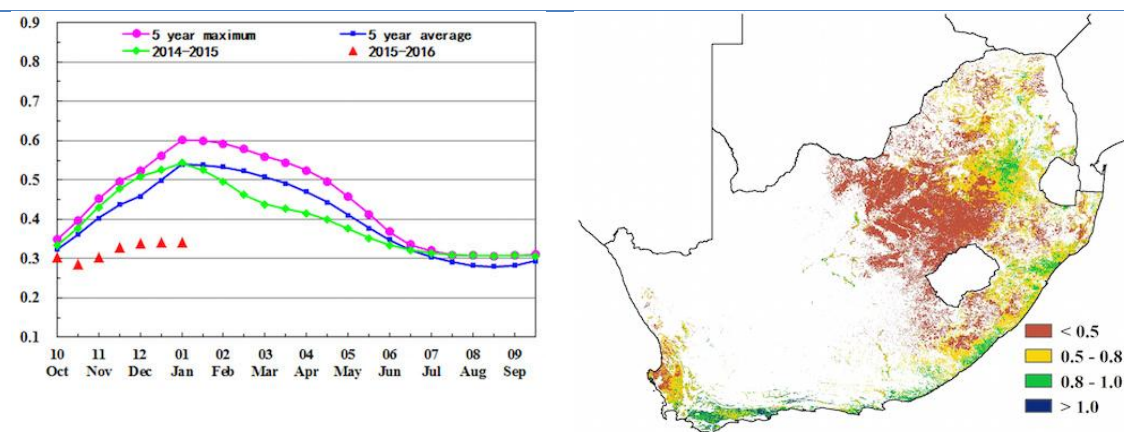 0.9
5 year maximum 5 year average
2014-2015 2015-2016
0.8
0.7
0.6
0.5
0.4
0.3
0.2
0.1
10 11 12 01 02 03 04 05 06 07 08 09
Oct Nov Dec Jan Feb Mar Apr May Jun Jul Aug Sep
< 0.5
0.5 - 0.8
0.8 - 1.0
> 1.0